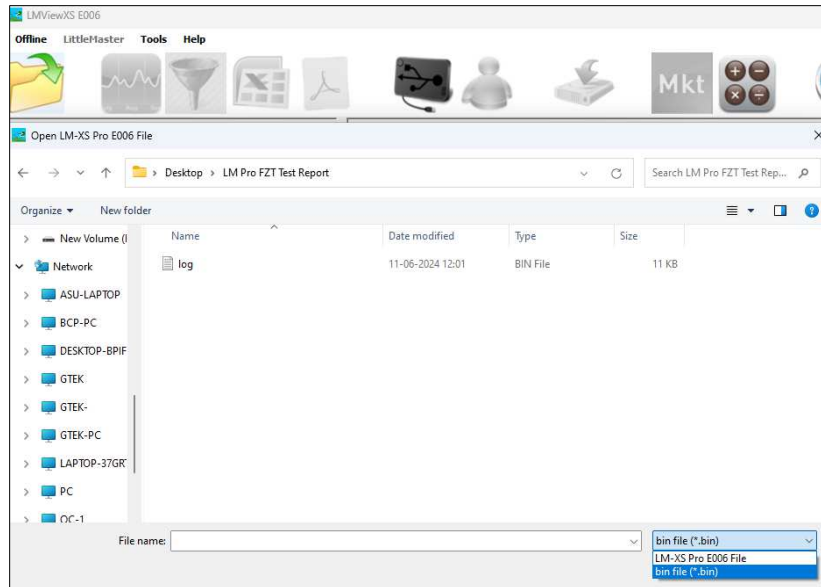 LMViewXS E006
Offline LittleMaster Tools Help
Mkt
Open LM-XS Pro E006 File
Desktop > LM Pro FZT Test Report
Search LM Pro FZT Test Rep...
Organize New folder
Name Date modified Type Size
New Volume (
log 11-06-2024 12:01 BIN File 11 KB
Network
ASU-LAPTOP
BCP-PC
DESKTOP-BPIF
GTEK
GTEK-
GTEK-PC
LAPTOP-37GR
PC
OC-1
File name: bin file (*.bin)
LM-XS Pro E006 File
bin file (*.bin)